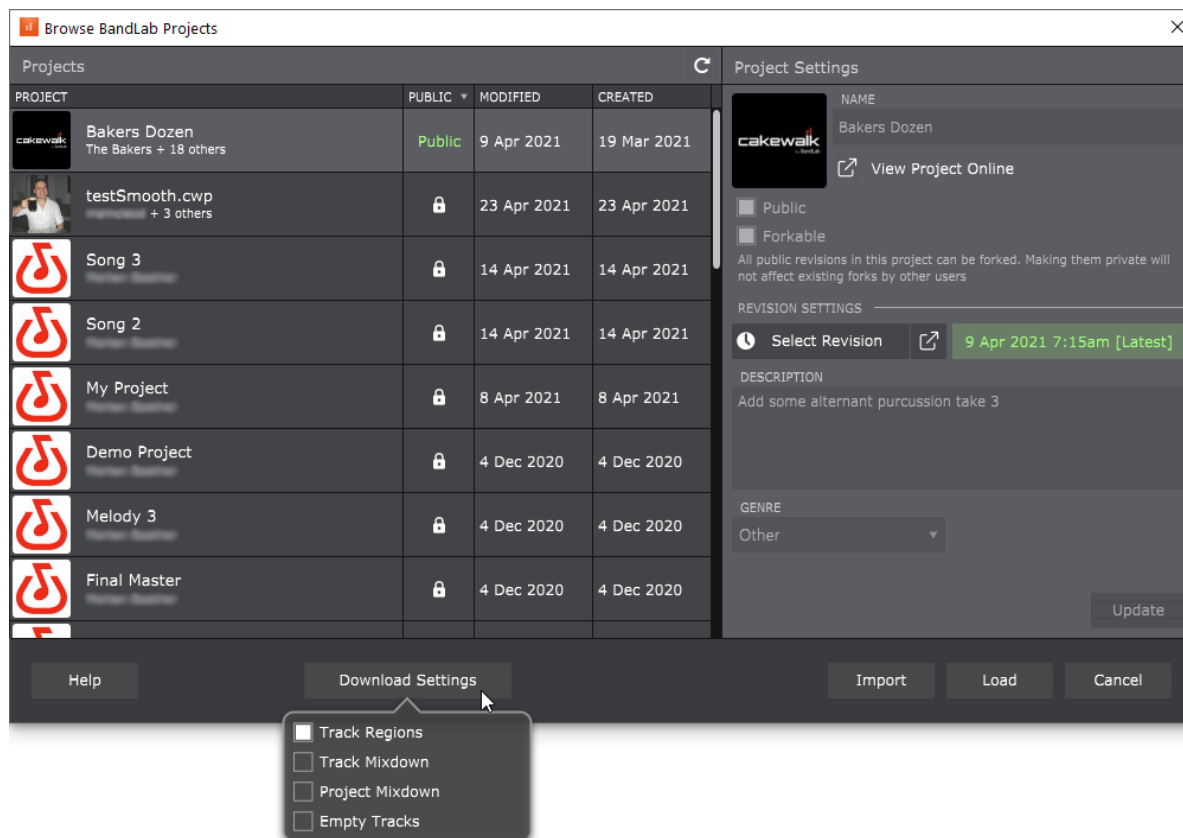 Browse BandLab Projects
Projects
Project Settings
PROJECT PUBLIC MODIFIED CREATED
NAME
cakewalk
Bakers Dozen
The Bakers + 18 others
Public 9 Apr 2021 19 Mar 2021
cakewalk
Bakers Dozen
View Project Online
testSmooth.cwp
+ 3 others
23 Apr 2021 23 Apr 2021
Public
Forkable
All public revisions in this project can be forked. Making them private will
not affect existing forks by other users
Song 3
14 Apr 2021 14 Apr 2021
REVISION SETTINGS
Song 2
14 Apr 2021 14 Apr 2021
Select Revision 9 Apr 2021 7:15am [Latest]
DESCRIPTION
Add some alternant purcussion take 3
My Project
8 Apr 2021 8 Apr 2021
Demo Project
4 Dec 2020 4 Dec 2020
Melody 3
4 Dec 2020 4 Dec 2020
GENRE
Other
Final Master
4 Dec 2020 4 Dec 2020
Update
Help Download Settings Import Load Cancel
Track Regions
Track Mixdown
Project Mixdown
Empty Tracks